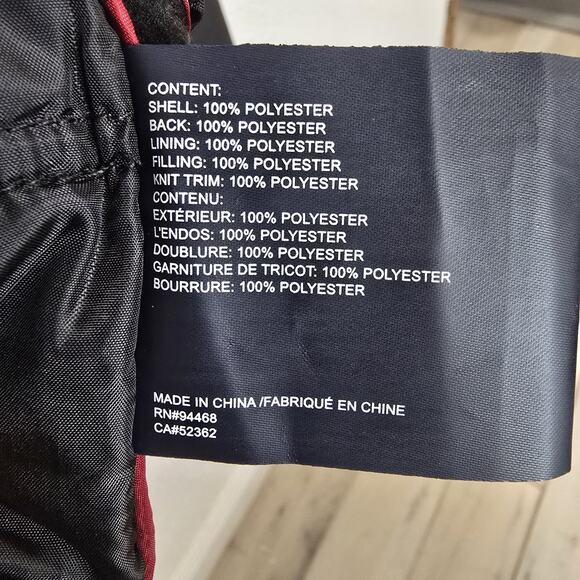 CONTENT:
SHELL: 100% POLYESTER
BACK: 100% POLYESTER
LINING: 100% POLYESTER
FILLING: 100% POLYESTER
KNIT TRIM: 100% POLYESTER
CONTENU:
EXTÉRIEUR: 100% POLYESTER
L'ENDOS: 100% POLYESTER
DOUBLURE: 100% POLYESTER
GARNITURE DE TRICOT: 100% POLYESTER
BOURRURE: 100% POLYESTER
MADE IN CHINA /FABRIQUÉ EN CHINE
RN#94468
CA#52362